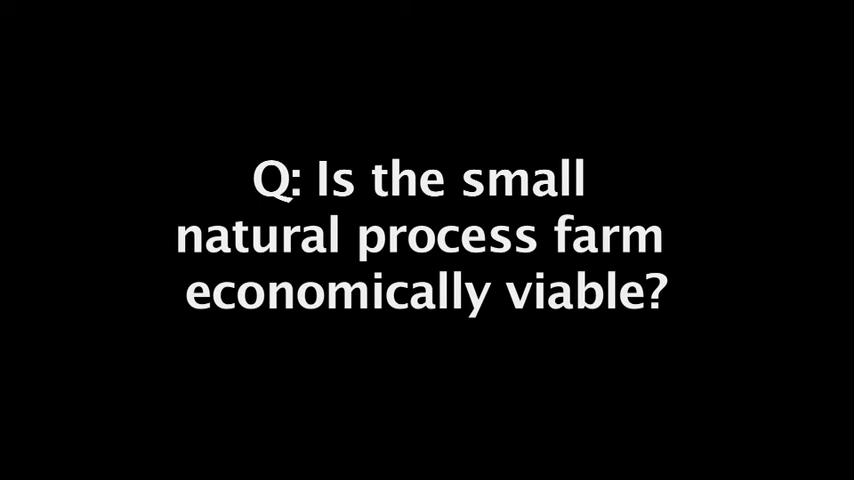 Q: Is the small
natural process farm
economically viable?